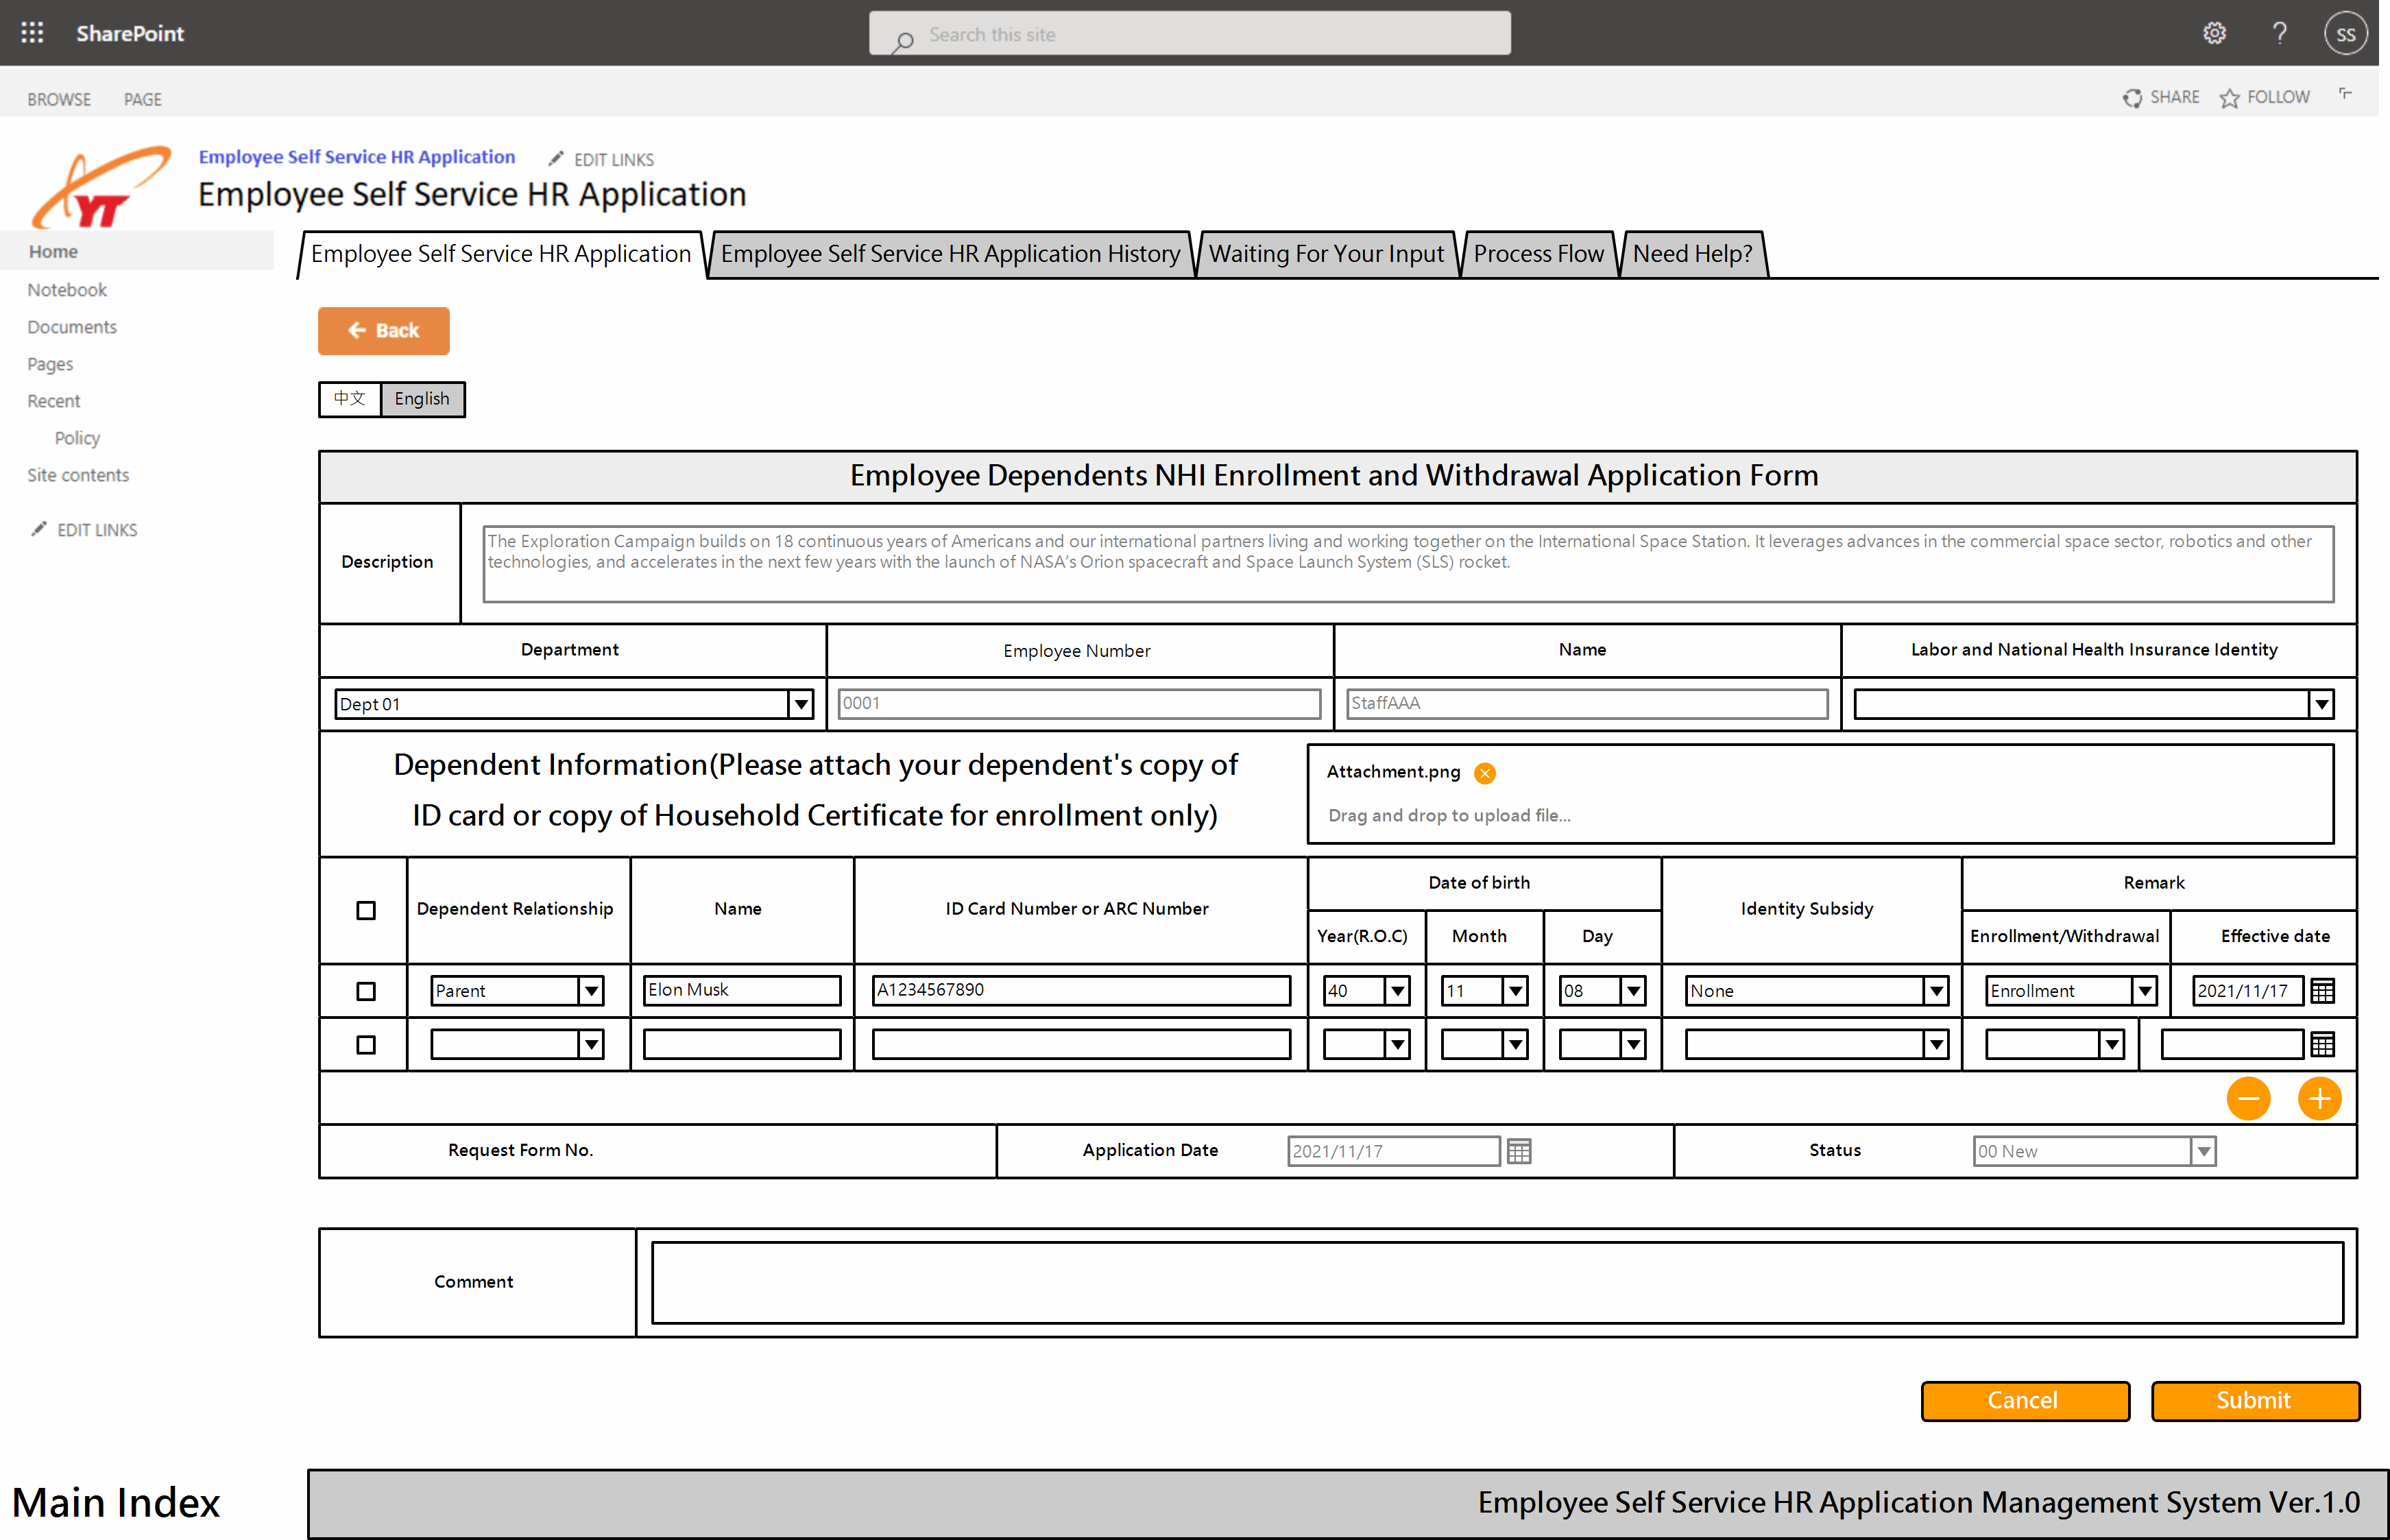 SharePoint
Search this site
SS
BROWSE PAGE
SHARE FOLLOW
YT
Employee Self Service HR Application EDIT LINKS
Employee Self Service HR Application
Home
Notebook
Documents
Pages
Recent
Policy
Site contents
EDIT LINKS
Employee Self Service HR Application Employee Self Service HR Application History Waiting For Your Input Process Flow Need Help?
Back
中文 English
Employee Dependents NHI Enrollment and Withdrawal Application Form
Description
The Exploration Campaign builds on 18 continuous years of Americans and our international partners living and working together on the International Space Station. It leverages advances in the commercial space sector, robotics and other
technologies, and accelerates in the next few years with the launch of NASA's Orion spacecraft and Space Launch System (SLS) rocket.
Department Employee Number Name Labor and National Health Insurance Identity
Dept 01 0001 StaffAAA
Dependent Information(Please attach your dependent's copy of
ID card or copy of Household Certificate for enrollment only)
Attachment.png
Drag and drop to upload file...
Dependent Relationship Name ID Card Number or ARC Number Date of birth Identity Subsidy Remark
Year(R.O.C) Month Day Enrollment/Withdrawal Effective date
Parent Elon Musk A1234567890 40 11 08 None Enrollment 2021/11/17
Request Form No. Application Date 2021/11/17 Status 00 New
Comment
Cancel Submit
Main Index
Employee Self Service HR Application Management System Ver.1.0